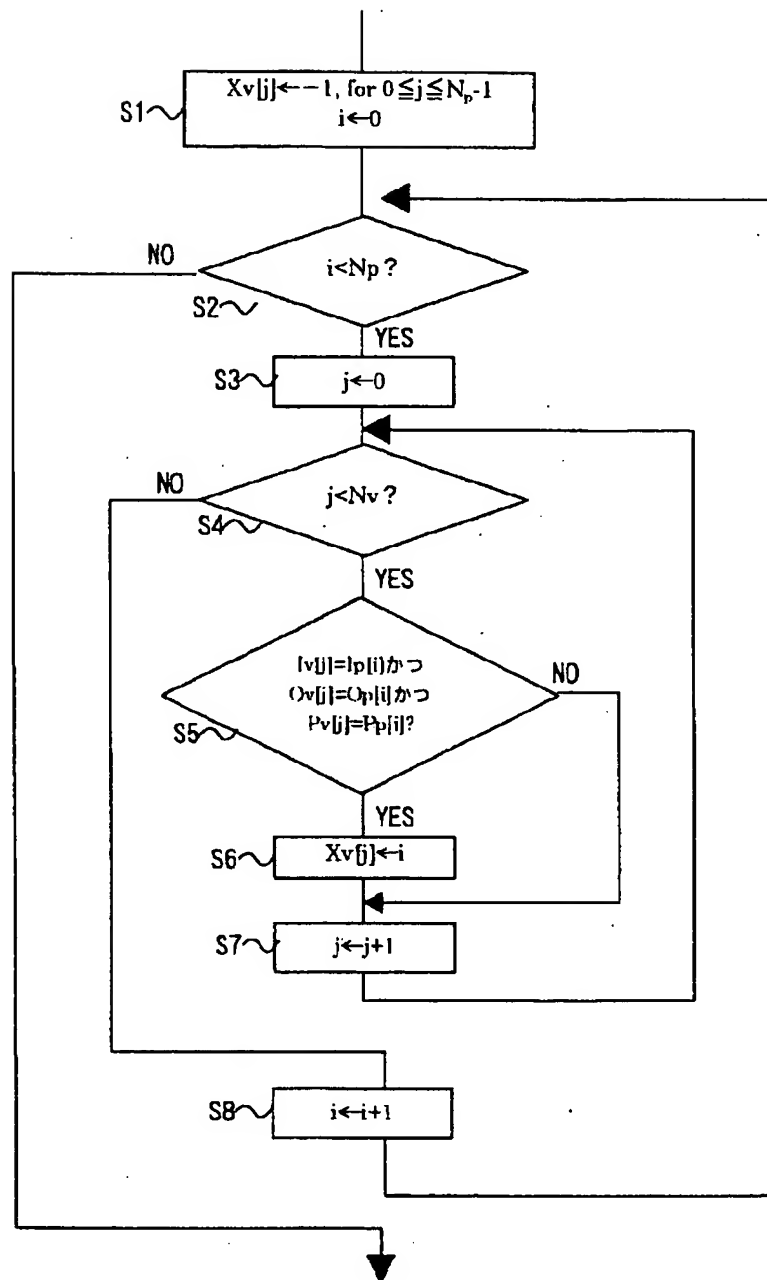 Xv[j]←−1, for 0≦j≦Np-1
i←0
S1
NO
i<Np?
S2
YES
S3
j←0
NO
j<Nv?
S4
YES
Iv[j]=Ip[i]かつ
Ov[j]=Op[i]かつ
Pv[j]=Pp[i]?
NO
S5
YES
S6
Xv[j]←i
S7
j←j+1
S8
i←i+1